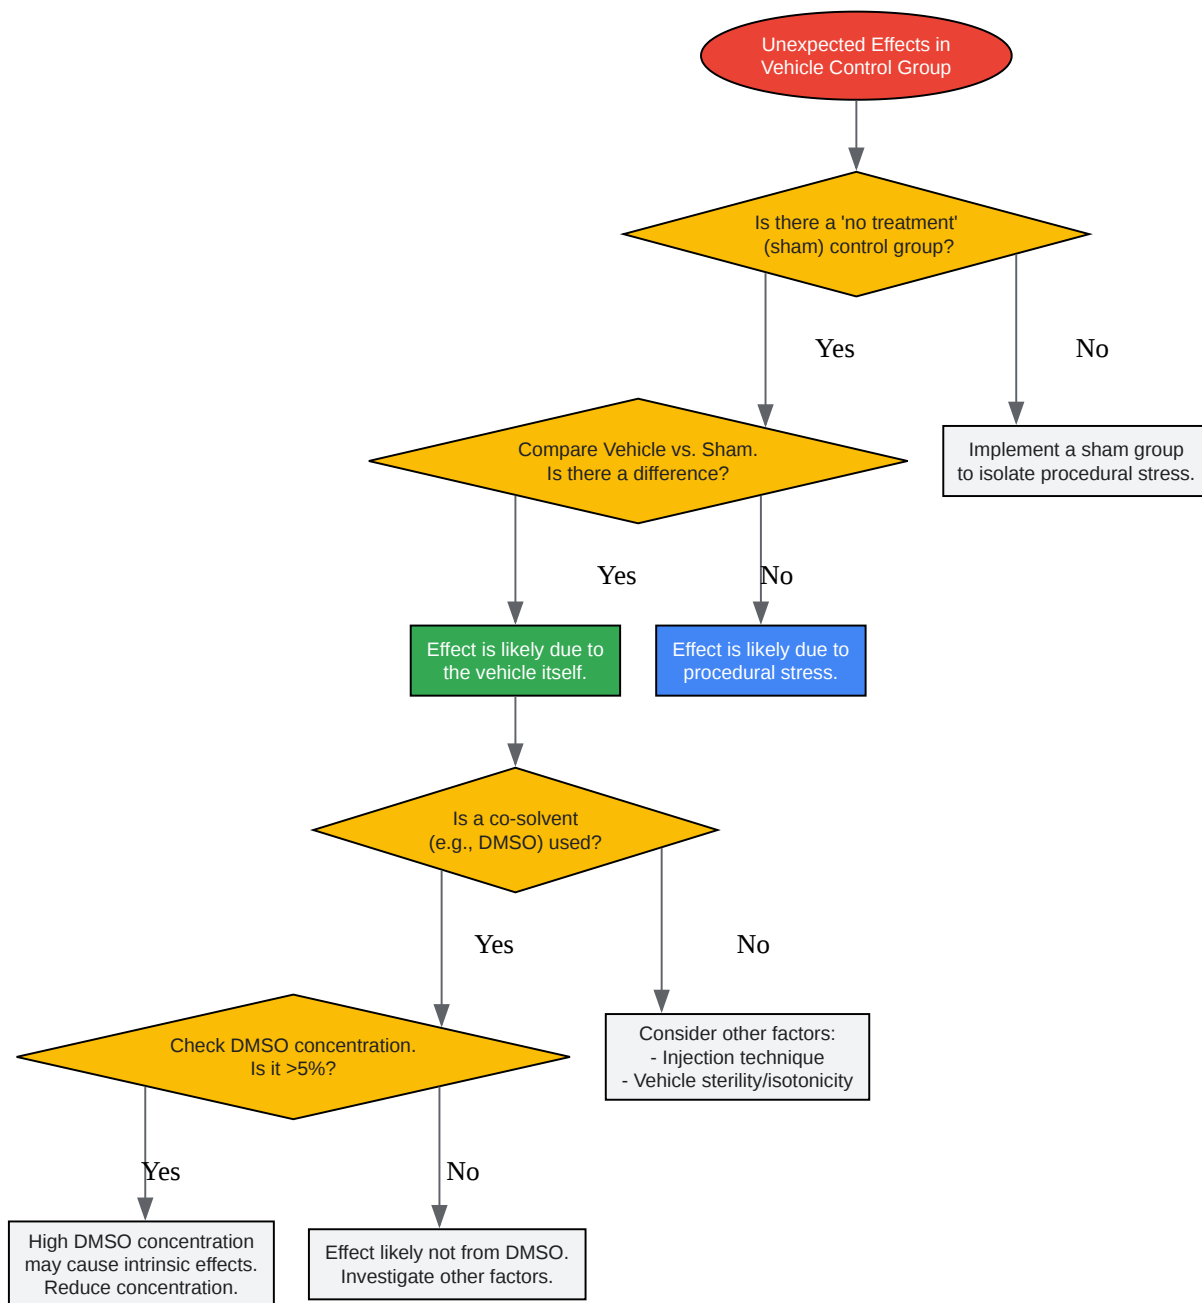 Unexpected Effects in
Vehicle Control Group
Is there a 'no treatment'
(sham) control group?
Yes
No
Compare Vehicle vs. Sham.
Is there a difference?
Implement a sham group
to isolate procedural stress.
Yes
No
Effect is likely due to
the vehicle itself.
Effect is likely due to
procedural stress.
Is a co-solvent
(e.g., DMSO) used?
Yes
No
Consider other factors:
- Injection technique
- Vehicle sterility/isotonicity
Check DMSO concentration.
Is it >5%?
Yes
No
High DMSO concentration
may cause intrinsic effects.
Reduce concentration.
Effect likely not from DMSO.
Investigate other factors.